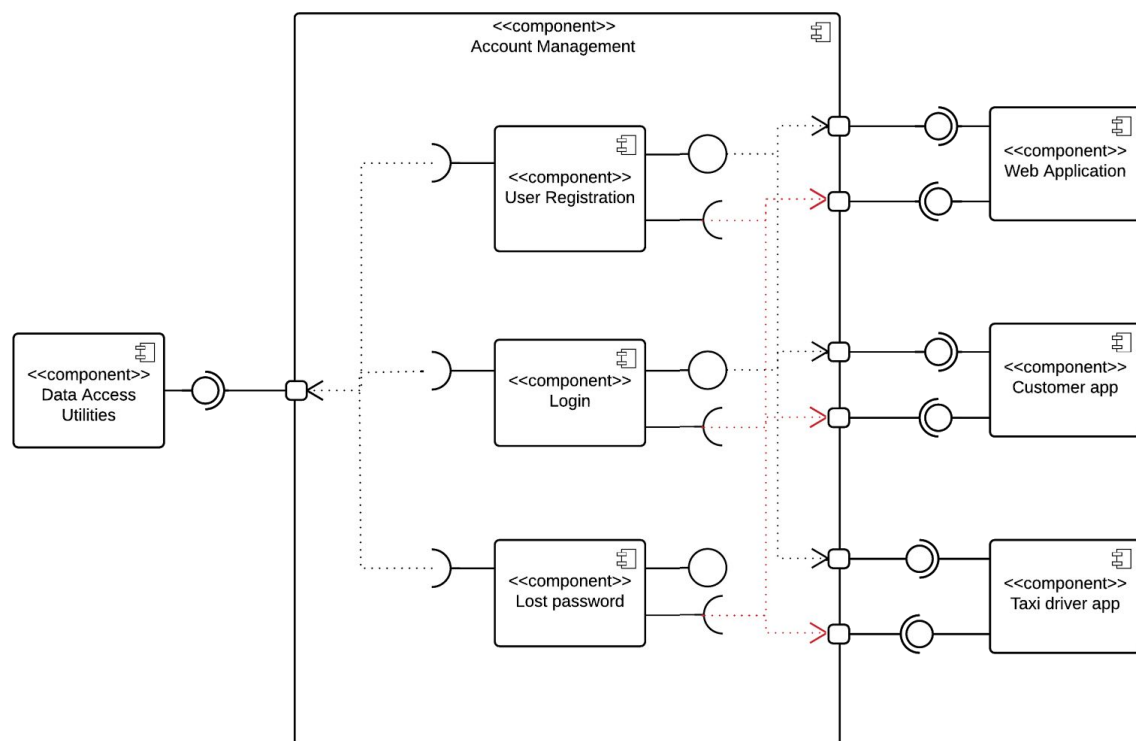 <<component>>
Account Management
<<component>>
User Registration
<<component>>
Web Application
<<component>>
Data Access
Utilities
<<component>>
Login
<<component>>
Customer app
<<component>>
Lost password
<<component>>
Taxi driver app